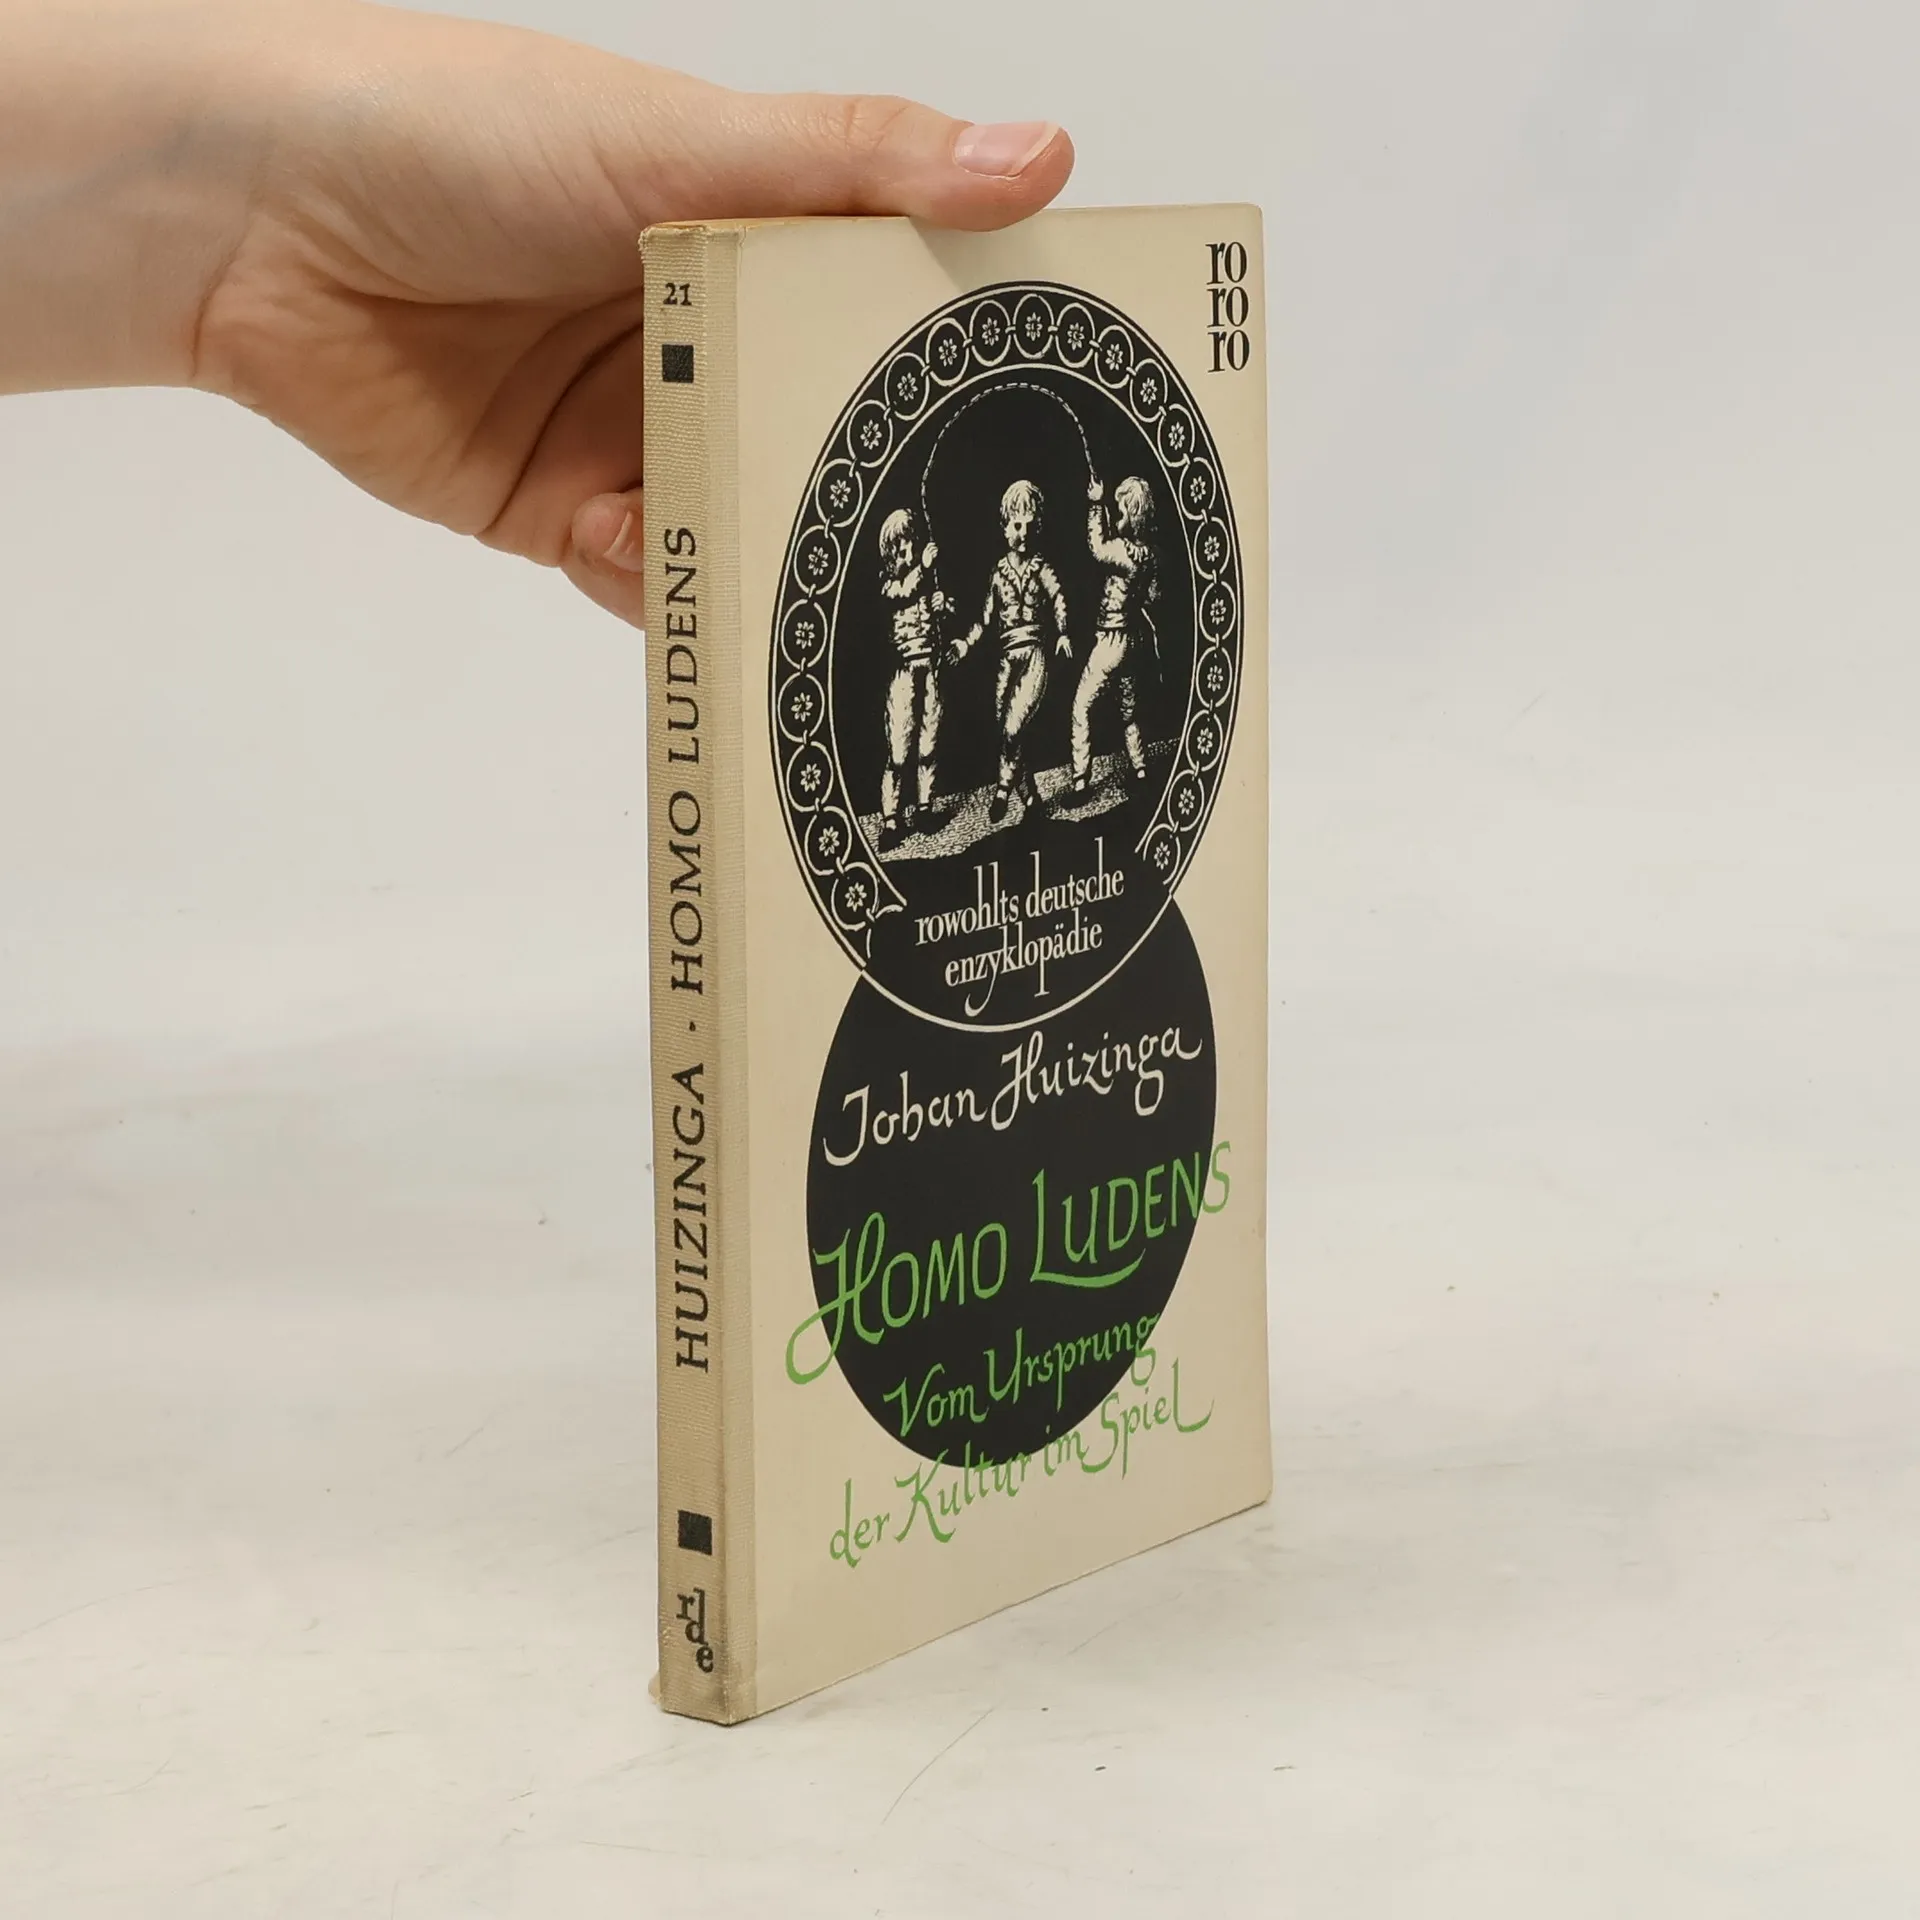 21
HUIZINGA · HOMO LUDENS
rde
ro
ro
ro
rowohlts deutsche
enzyklopädie
Johan Huizinga
HOMO LUDENS
Vom Ursprung
der Kultur im Spiel